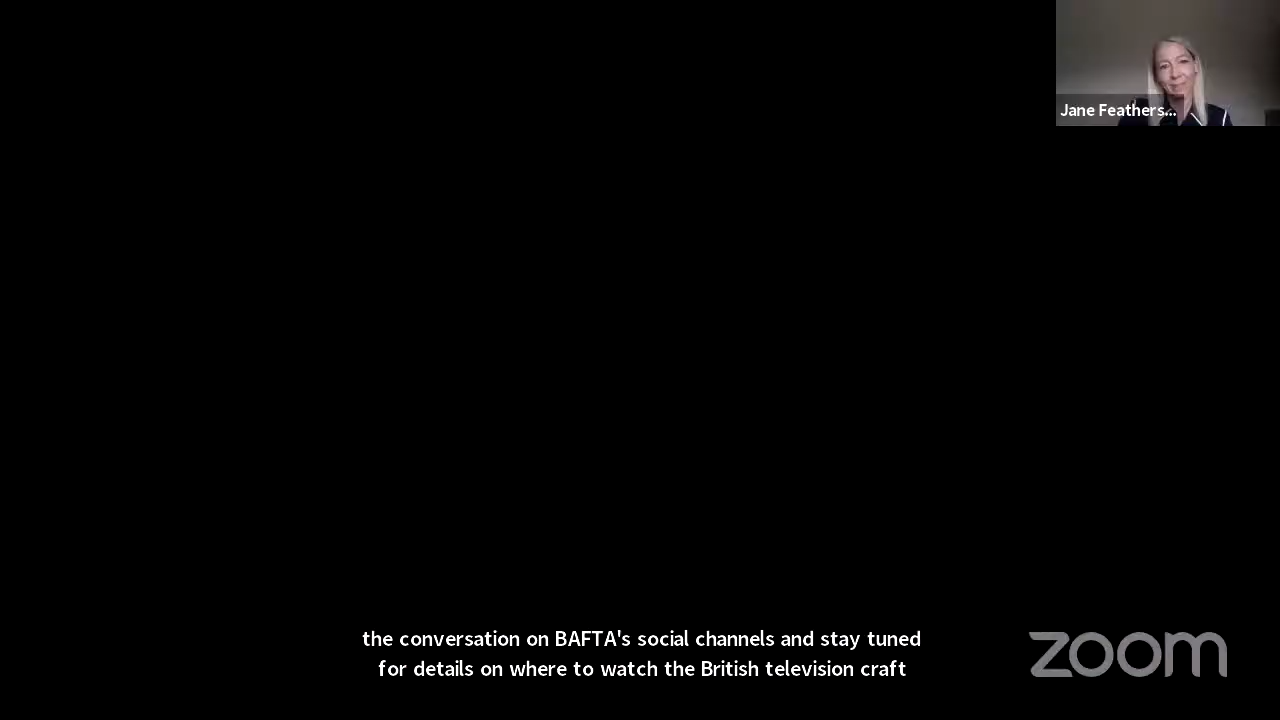 Jane Feathers...
the conversation on BAFTA's social channels and stay tuned
for details on where to watch the British television craft
zoom